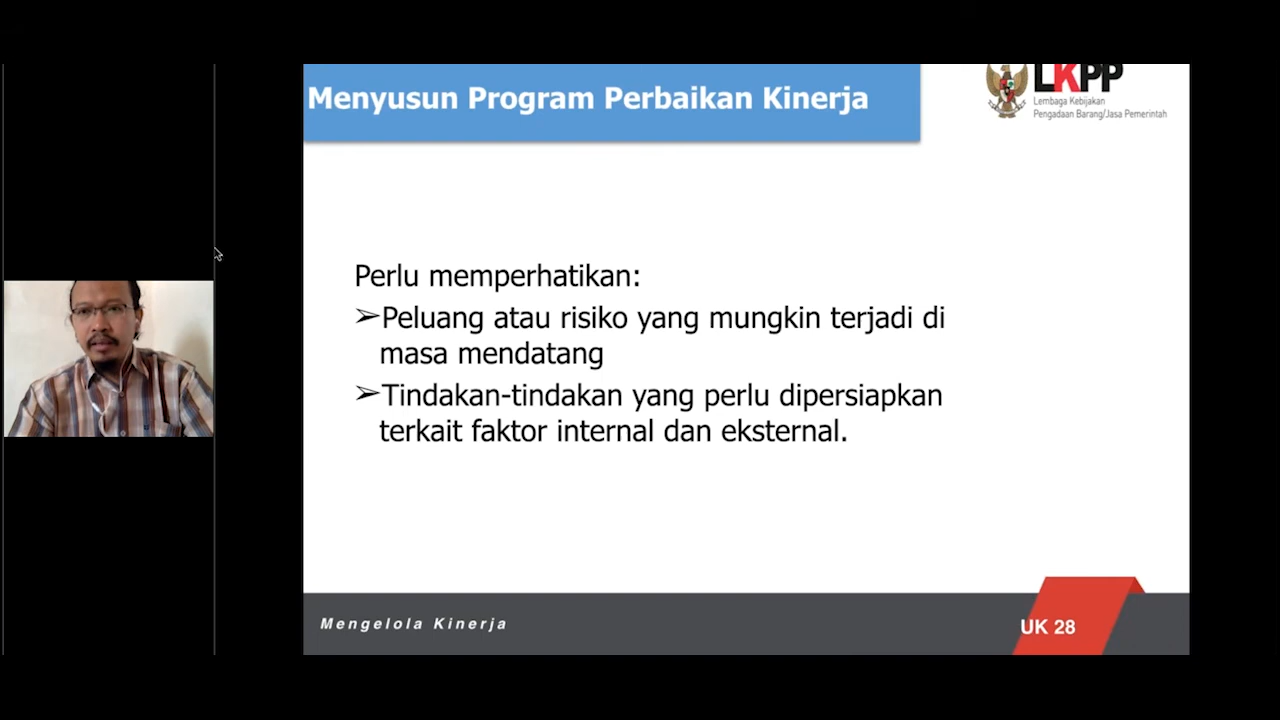 Menyusun Program Perbaikan Kinerja
LKPP
Lembaga Kebijakan
Pengadaan Barang/Jasa Pemerintah
Perlu memperhatikan:
➢Peluang atau risiko yang mungkin terjadi di
masa mendatang
➢Tindakan-tindakan yang perlu dipersiapkan
terkait faktor internal dan eksternal.
Mengelola Kinerja
UK 28